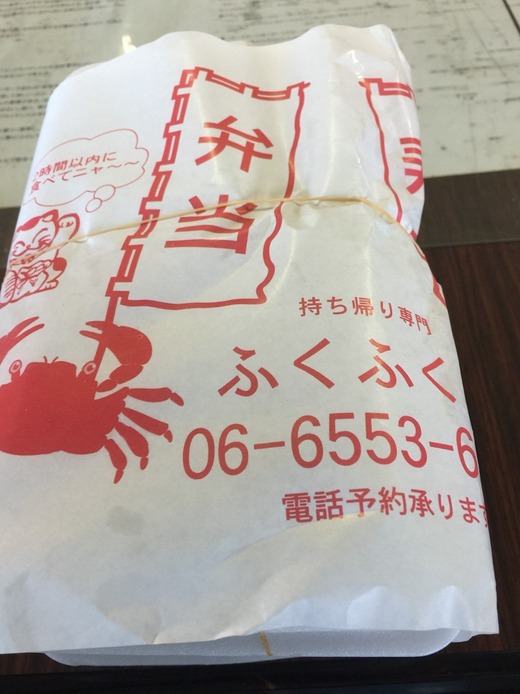 弁当
時間以内に
食べてニャ～～
持ち帰り専門
ふくふく
06-6553-6
電話予約承ります